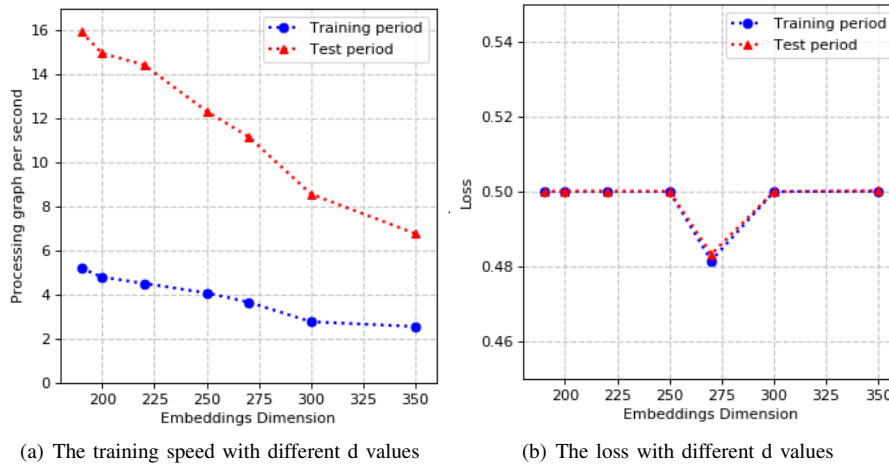 Training period
Test period
16
14
12
10
8
6
4
2
0
Processing graph per second
200
225
250
275
300
325
350
Embeddings Dimension
(a) The training speed with different d values
Training period
Test period
0.54
0.52
0.50
0.48
0.46
Loss
200
225
250
275
300
325
350
Embeddings Dimension
(b) The loss with different d values